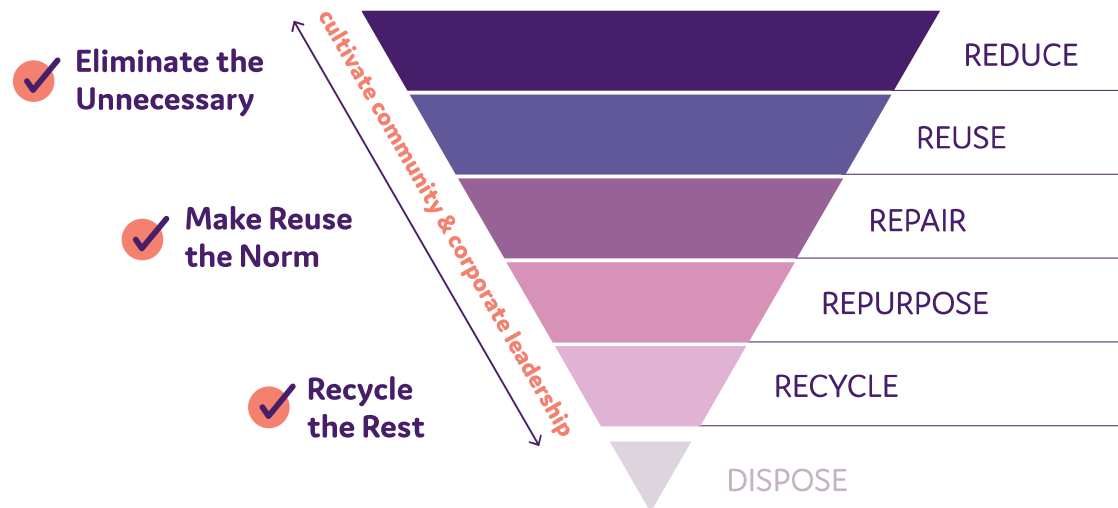 Eliminate the
Unnecessary
Make Reuse
the Norm
Recycle
the Rest
cultivate community & corporate leadership
REDUCE
REUSE
REPAIR
REPURPOSE
RECYCLE
DISPOSE